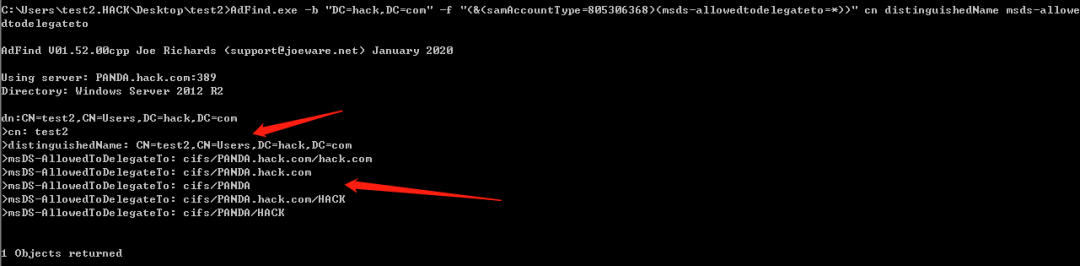 C:\Users\test2.HACK\Desktop\test2>AdFind.exe -b "DC=hack,DC=com" -f "(&(samAccountType=805306368)(msds-allowedtodelegateto=*))" cn distinguishedName msds-allowe
dtodelegateto
AdFind V01.52.00cpp Joe Richards (support@joeware.net) January 2020
Using server: PANDA.hack.com:389
Directory: Windows Server 2012 R2
dn:CN=test2,CN=Users,DC=hack,DC=com
>cn: test2
>distinguishedName: CN=test2,CN=Users,DC=hack,DC=com
>msDS-AllowedToDelegateTo: cifs/PANDA.hack.com/hack.com
>msDS-AllowedToDelegateTo: cifs/PANDA.hack.com
>msDS-AllowedToDelegateTo: cifs/PANDA
>msDS-AllowedToDelegateTo: cifs/PANDA.hack.com/HACK
>msDS-AllowedToDelegateTo: cifs/PANDA/HACK
1 Objects returned